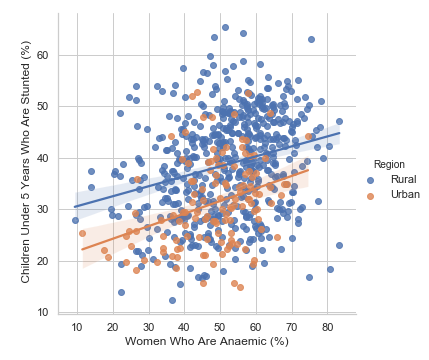 Children Under 5 Years Who Are Stunted (%)
60
50
40
30
20
10
10 20 30 40 50 60 70 80
Women Who Are Anaemic (%)
Region
Rural
Urban